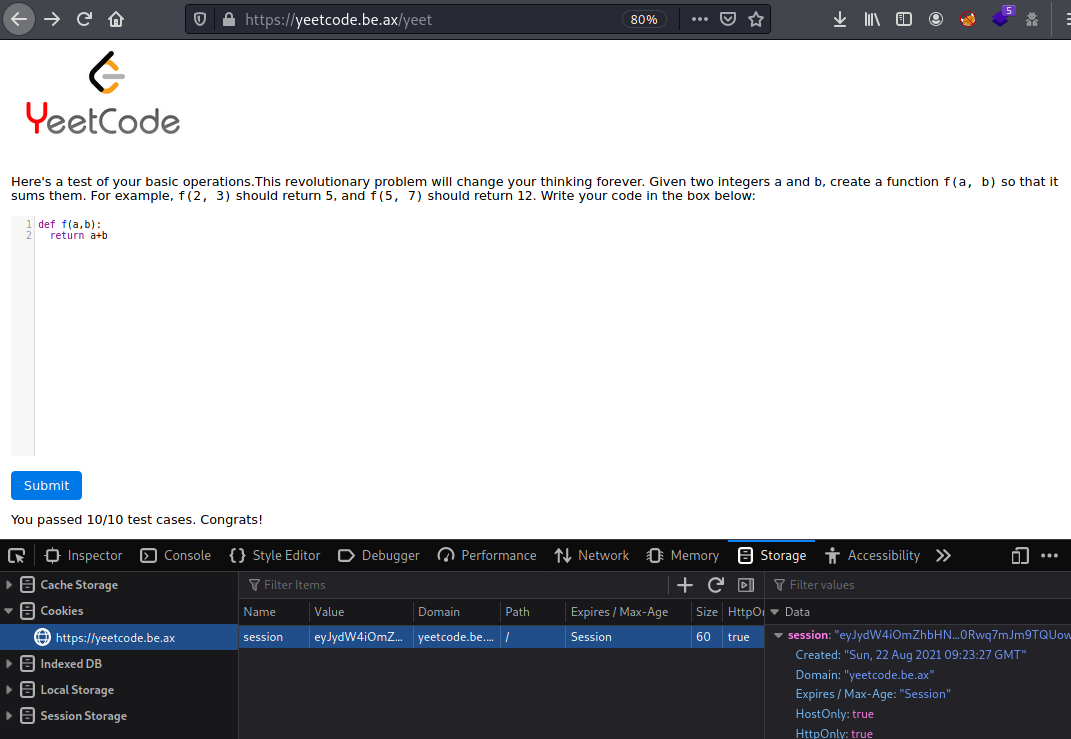 https://yeetcode.be.ax/yeet
80%
5
YeetCode
Here's a test of your basic operations.This revolutionary problem will change your thinking forever. Given two integers a and b, create a function f(a, b) so that it
sums them. For example, f(2, 3) should return 5, and f(5, 7) should return 12. Write your code in the box below:
1 def f(a,b):
2 return a+b
Submit
You passed 10/10 test cases. Congrats!
Inspector Console Style Editor Debugger Performance Network Memory Storage Accessibility
Cache Storage Filter Items Filter values
Cookies Name Value Domain Path Expires / Max-Age Size HttpO Data
https://yeetcode.be.ax session eyJydW4iOmZ... yeetcode.be.... / Session 60 true session: "eyJydW4iOmZhbHN...0Rwq7mJm9TQUow
Created: "Sun, 22 Aug 2021 09:23:27 GMT"
Indexed DB Domain: "yeetcode.be.ax"
Local Storage Expires / Max-Age: "Session"
Session Storage HostOnly: true
HttpOnly: true